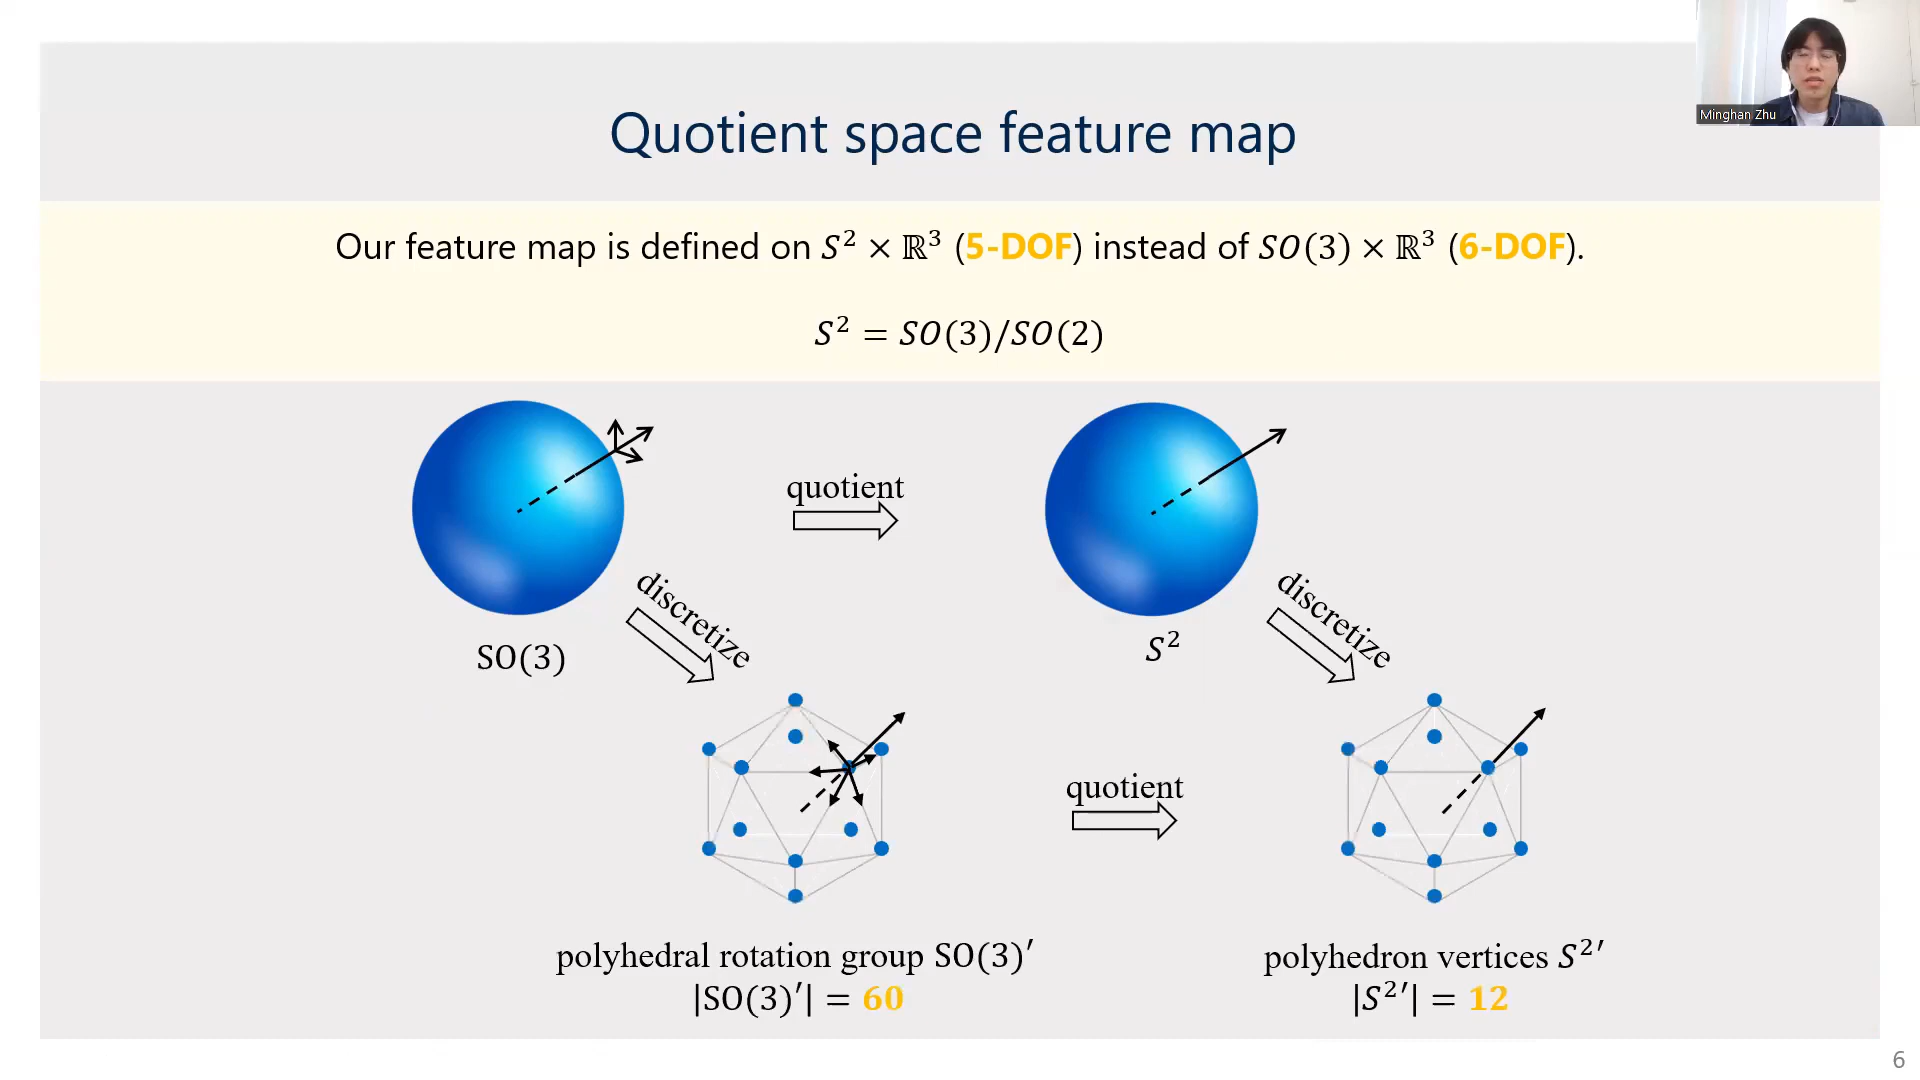 Minghan Zhu
Quotient space feature map
Our feature map is defined on S² × ℝ³ (5-DOF) instead of SO(3) × ℝ³ (6-DOF).
S² = SO(3)/SO(2)
quotient
discretize
discretize
SO(3)
S²
quotient
polyhedral rotation group SO(3)′
|SO(3)′| = 60
polyhedron vertices S²′
|S²′| = 12
6